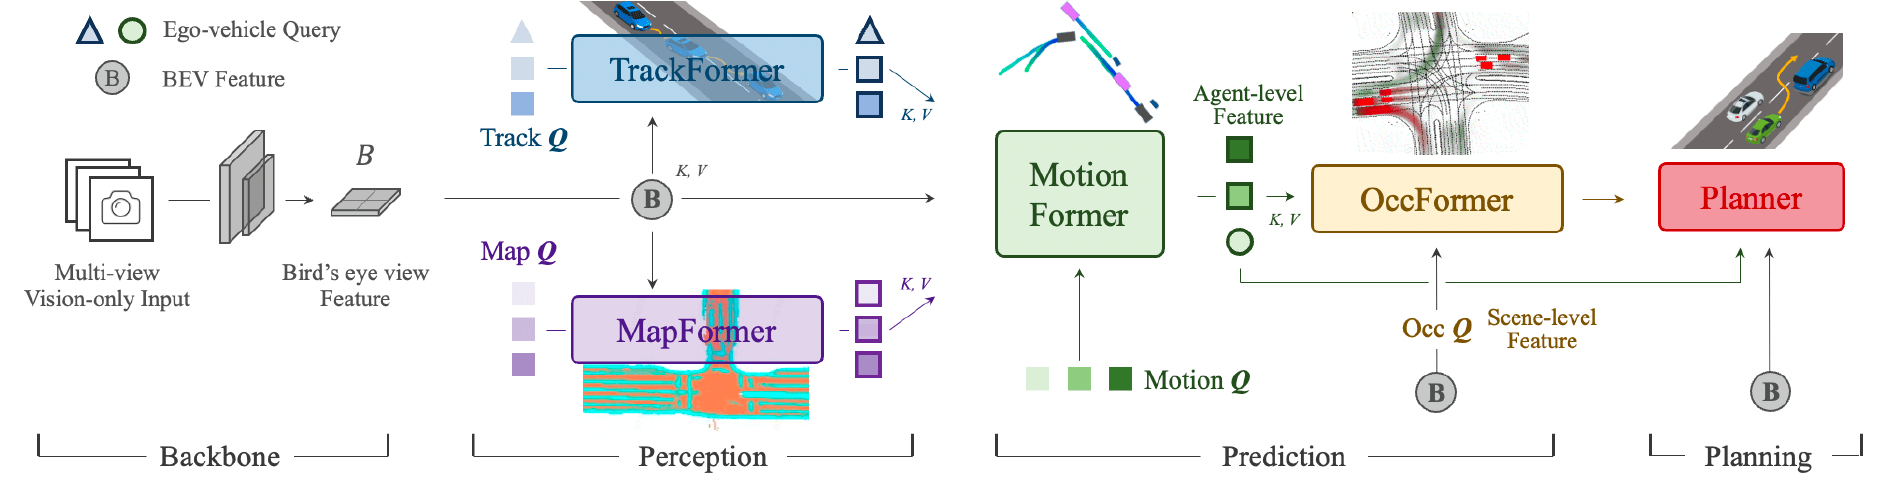 Ego-vehicle Query
B
BEV Feature
Multi-view
Vision-only Input
B
Bird's eye view
Feature
Track Q
TrackFormer
K, V
K, V
B
Map Q
MapFormer
K, V
Motion
Former
Motion Q
Agent-level
Feature
K, V
OccFormer
Occ Q
Scene-level
Feature
B
Planner
B
Backbone
Perception
Prediction
Planning